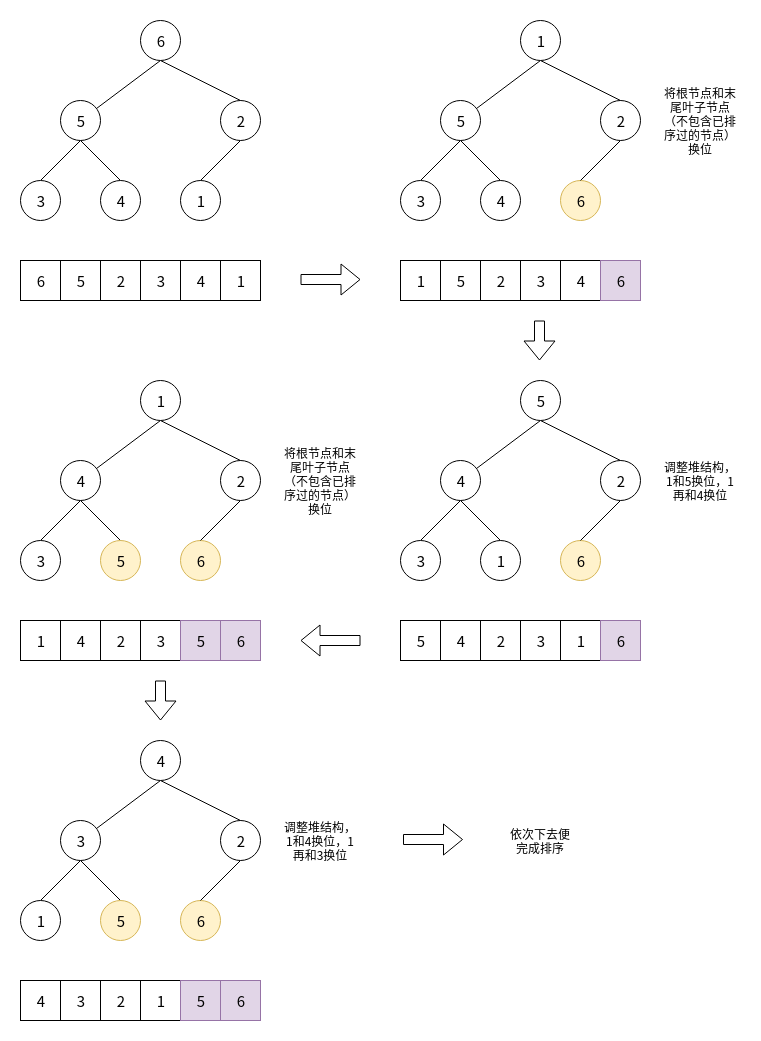 6
5 2
3 4 1
6 5 2 3 4 1
1
5 2
3 4 6
将根节点和末
尾叶子节点
（不包含已排
序过的节点）
换位
1 5 2 3 4 6
5
4 2
3 1 6
调整堆结构，
1和5换位，1
再和4换位
5 4 2 3 1 6
1
4 2
3 5 6
将根节点和末
尾叶子节点
（不包含已排
序过的节点）
换位
1 4 2 3 5 6
4
3 2
1 5 6
调整堆结构，
1和4换位，1
再和3换位
4 3 2 1 5 6
依次下去便
完成排序